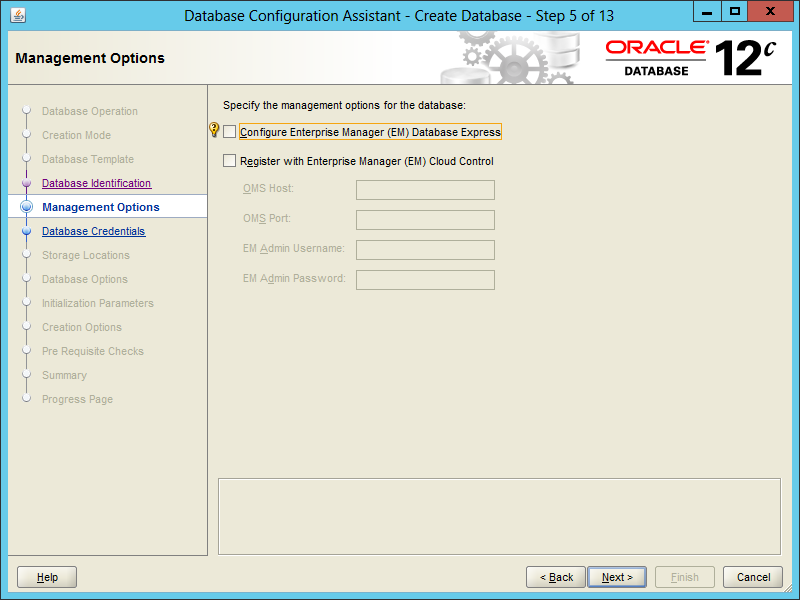 Database Configuration Assistant - Create Database - Step 5 of 13
Management Options
ORACLE®
DATABASE
12c
Database Operation
Creation Mode
Database Template
Database Identification
Management Options
Database Credentials
Storage Locations
Database Options
Initialization Parameters
Creation Options
Pre Requisite Checks
Summary
Progress Page
Specify the management options for the database:
Configure Enterprise Manager (EM) Database Express
Register with Enterprise Manager (EM) Cloud Control
OMS Host:
OMS Port:
EM Admin Username:
EM Admin Password:
Help
< Back
Next >
Finish
Cancel